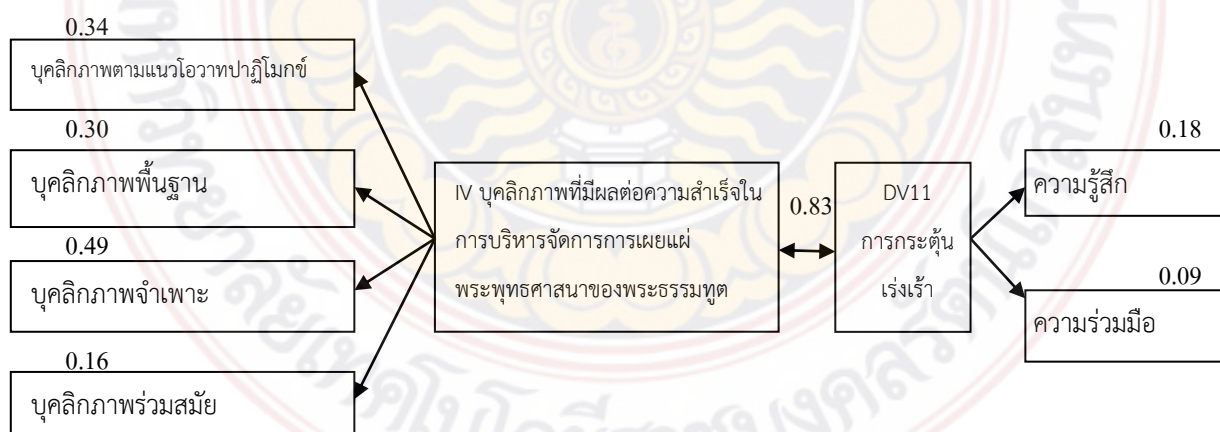 0.34
บุคลิกภาพตามแนวโอวาทปาฏิโมกข์
0.30
บุคลิกภาพพื้นฐาน
0.49
บุคลิกภาพจำเพาะ
0.16
บุคลิกภาพร่วมสมัย
IV บุคลิกภาพที่มีผลต่อความสำเร็จใน
การบริหารจัดการการเผยแผ่
พระพุทธศาสนาของพระธรรมทูต
0.83
DV11
การกระตุ้น
เร่งเร้า
0.18
ความรู้สึก
0.09
ความร่วมมือ